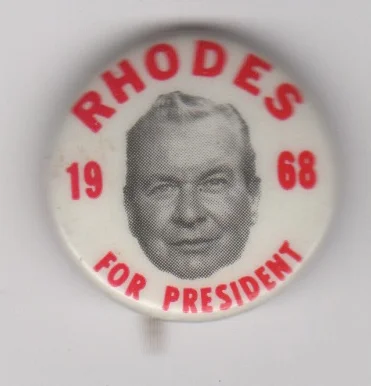 RHODES
19 68
FOR PRESIDENT